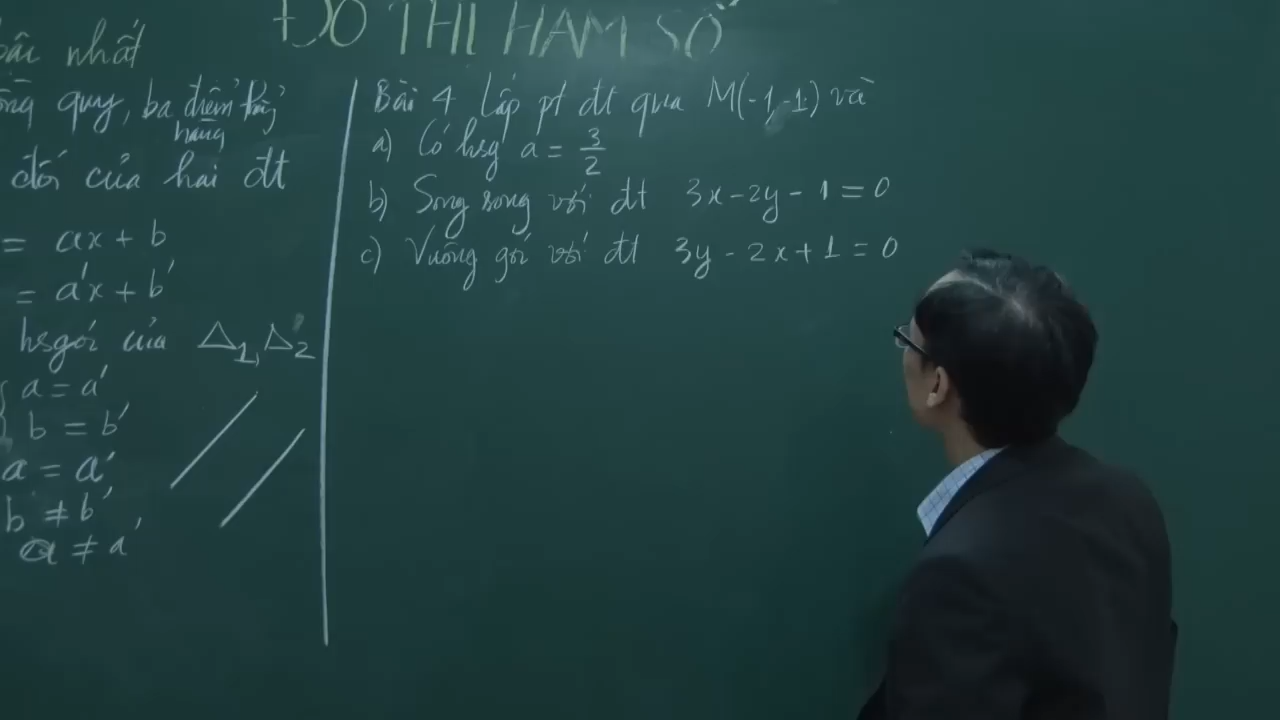 ĐỒ THỊ HÀM SỐ
bậc nhất
quy, ba điểm thẳng
hàng
đối của hai đt
= ax + b
= a'x + b'
hsgóc của Δ1, Δ2
a = a'
b = b'
a = a'
b ≠ b'
a ≠ a'
Bài 4 Lập pt đt qua M(-1,-1) và
a) Có hsg a = 3/2
b) Song song với đt 3x - 2y - 1 = 0
c) Vuông góc với đt 3y - 2x + 1 = 0